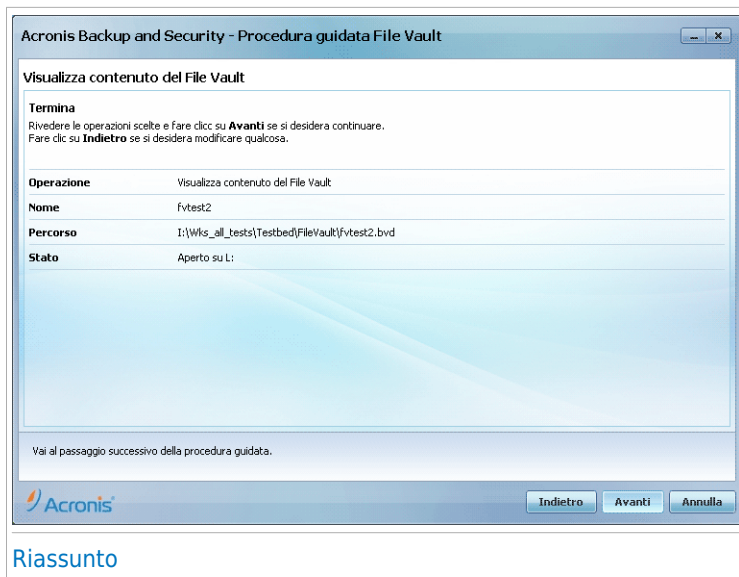 Acronis Backup and Security - Procedura guidata File Vault
Visualizza contenuto del File Vault
Termina
Rivedere le operazioni scelte e fare clicc su Avanti se si desidera continuare.
Fare clic su Indietro se si desidera modificare qualcosa.
Operazione Visualizza contenuto del File Vault
Nome fvtest2
Percorso I:\Wks_all_tests\Testbed\FileVault\fvtest2.bvd
Stato Aperto su L:
Vai al passaggio successivo della procedura guidata.
Acronis
Indietro Avanti Annulla
Riassunto